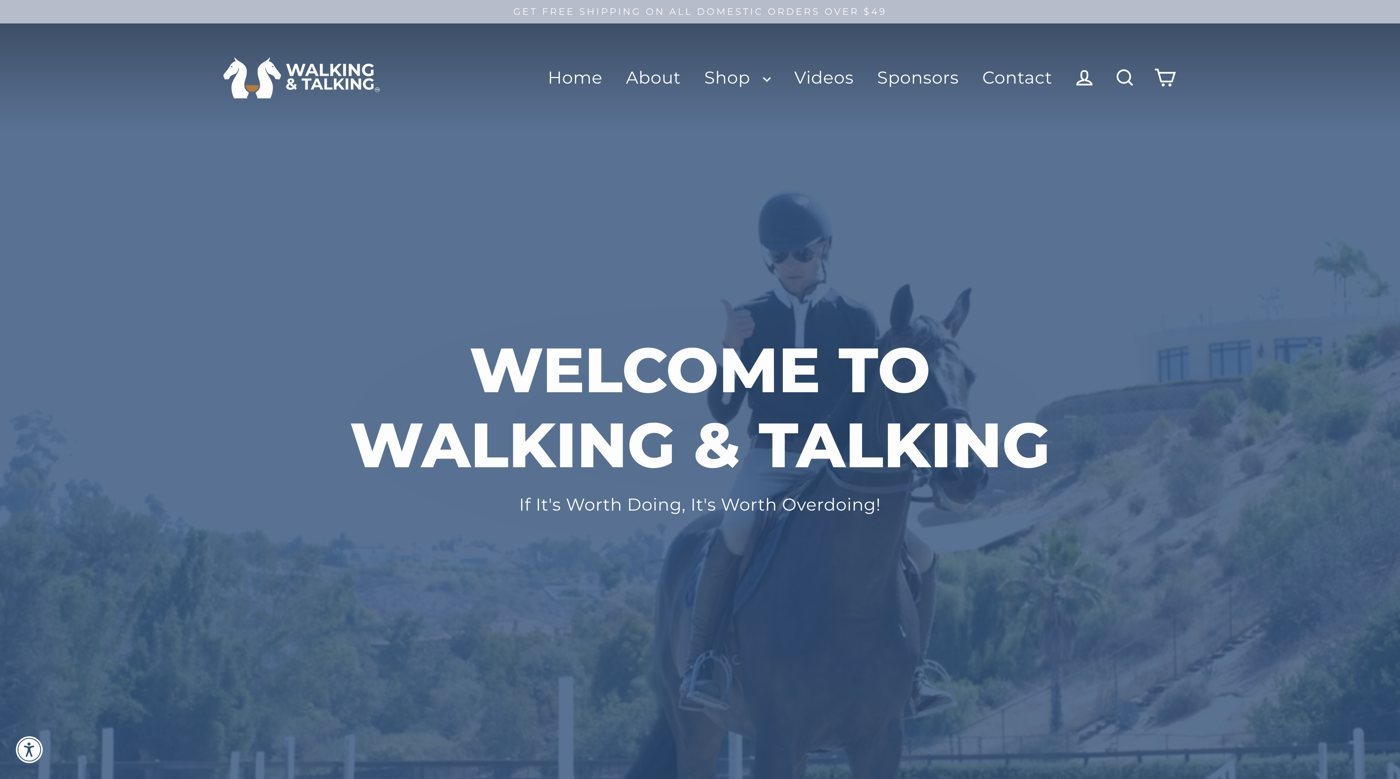 GET FREE SHIPPING ON ALL DOMESTIC ORDERS OVER $49
WALKING
& TALKING®
Home About Shop Videos Sponsors Contact
WELCOME TO
WALKING & TALKING
If It's Worth Doing, It's Worth Overdoing!